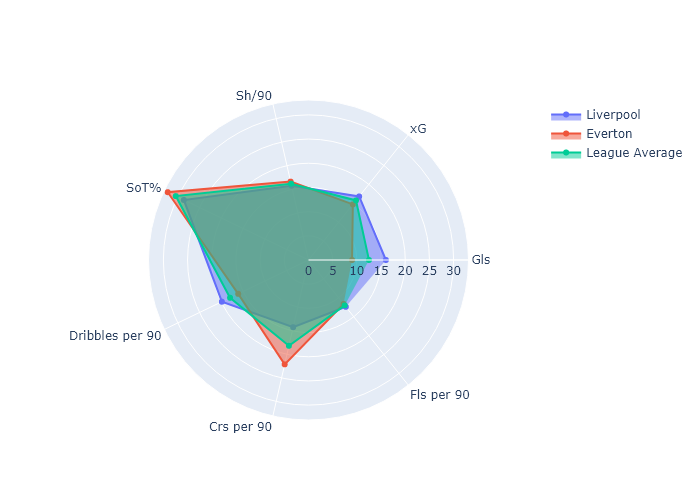 Sh/90
xG
Liverpool
Everton
League Average
SoT%
Gls
0 5 10 15 20 25 30
Dribbles per 90
Fls per 90
Crs per 90